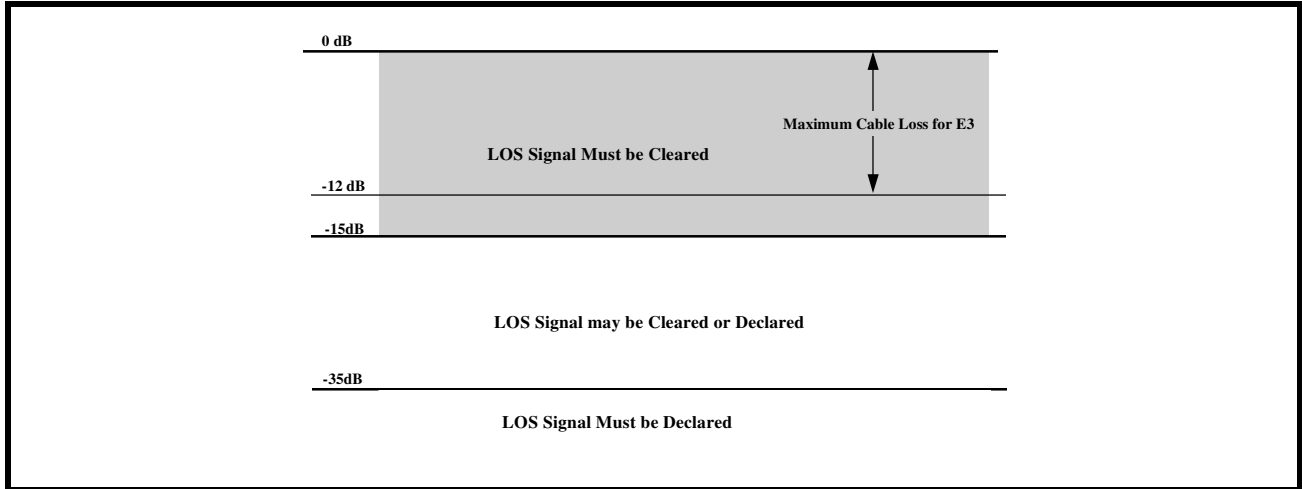 0 dB
Maximum Cable Loss for E3
LOS Signal Must be Cleared
-12 dB
-15dB
LOS Signal may be Cleared or Declared
-35dB
LOS Signal Must be Declared